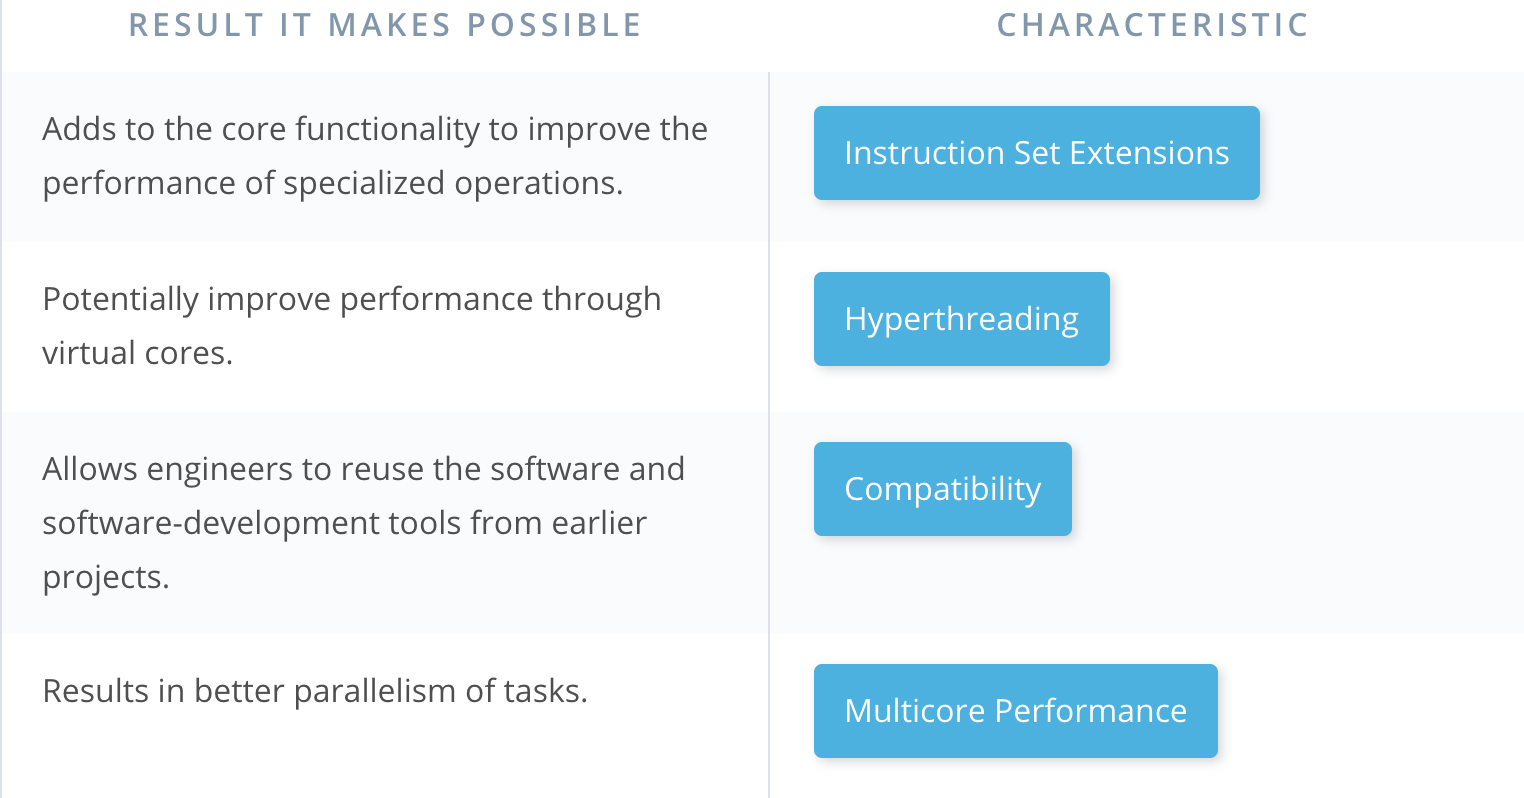 RESULT IT MAKES POSSIBLE
CHARACTERISTIC
Adds to the core functionality to improve the
performance of specialized operations.
Instruction Set Extensions
Potentially improve performance through
virtual cores.
Hyperthreading
Allows engineers to reuse the software and
software-development tools from earlier
projects.
Compatibility
Results in better parallelism of tasks.
Multicore Performance